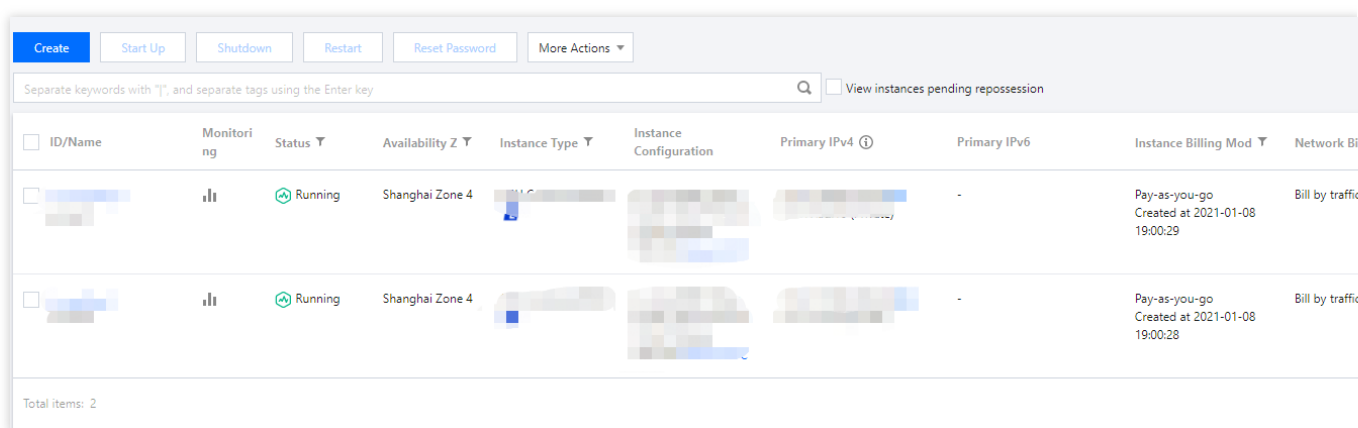 Create Start Up Shutdown Restart Reset Password More Actions
Separate keywords with "|", and separate tags using the Enter key View instances pending repossession
ID/Name Monitori Status Availability Z Instance Type Instance Primary IPv4 Primary IPv6 Instance Billing Mod Network Bi
ng Configuration
Running Shanghai Zone 4 - Pay-as-you-go Bill by traffic
Created at 2021-01-08
19:00:29
Running Shanghai Zone 4 - Pay-as-you-go Bill by traffic
Created at 2021-01-08
19:00:28
Total items: 2